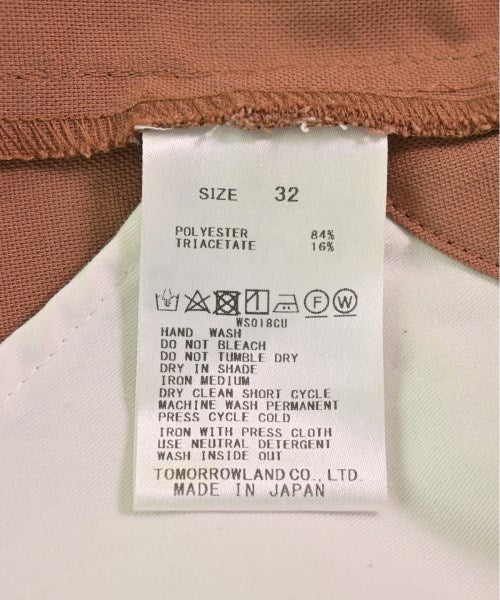 SIZE 32
POLYESTER 84%
TRIACETATE 16%
F W
WS018CU
HAND WASH
DO NOT BLEACH
DO NOT TUMBLE DRY
DRY IN SHADE
IRON MEDIUM
DRY CLEAN SHORT CYCLE
MACHINE WASH PERMANENT
PRESS CYCLE COLD
IRON WITH PRESS CLOTH
USE NEUTRAL DETERGENT
WASH INSIDE OUT
TOMORROWLAND CO., LTD.
MADE IN JAPAN